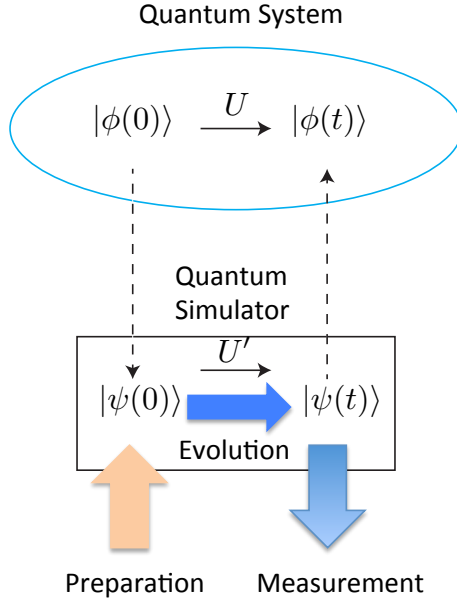 Quantum System
U
|ϕ(0)⟩ |ϕ(t)⟩
Quantum
Simulator
U′
|ψ(0)⟩ |ψ(t)⟩
Evolution
Preparation Measurement